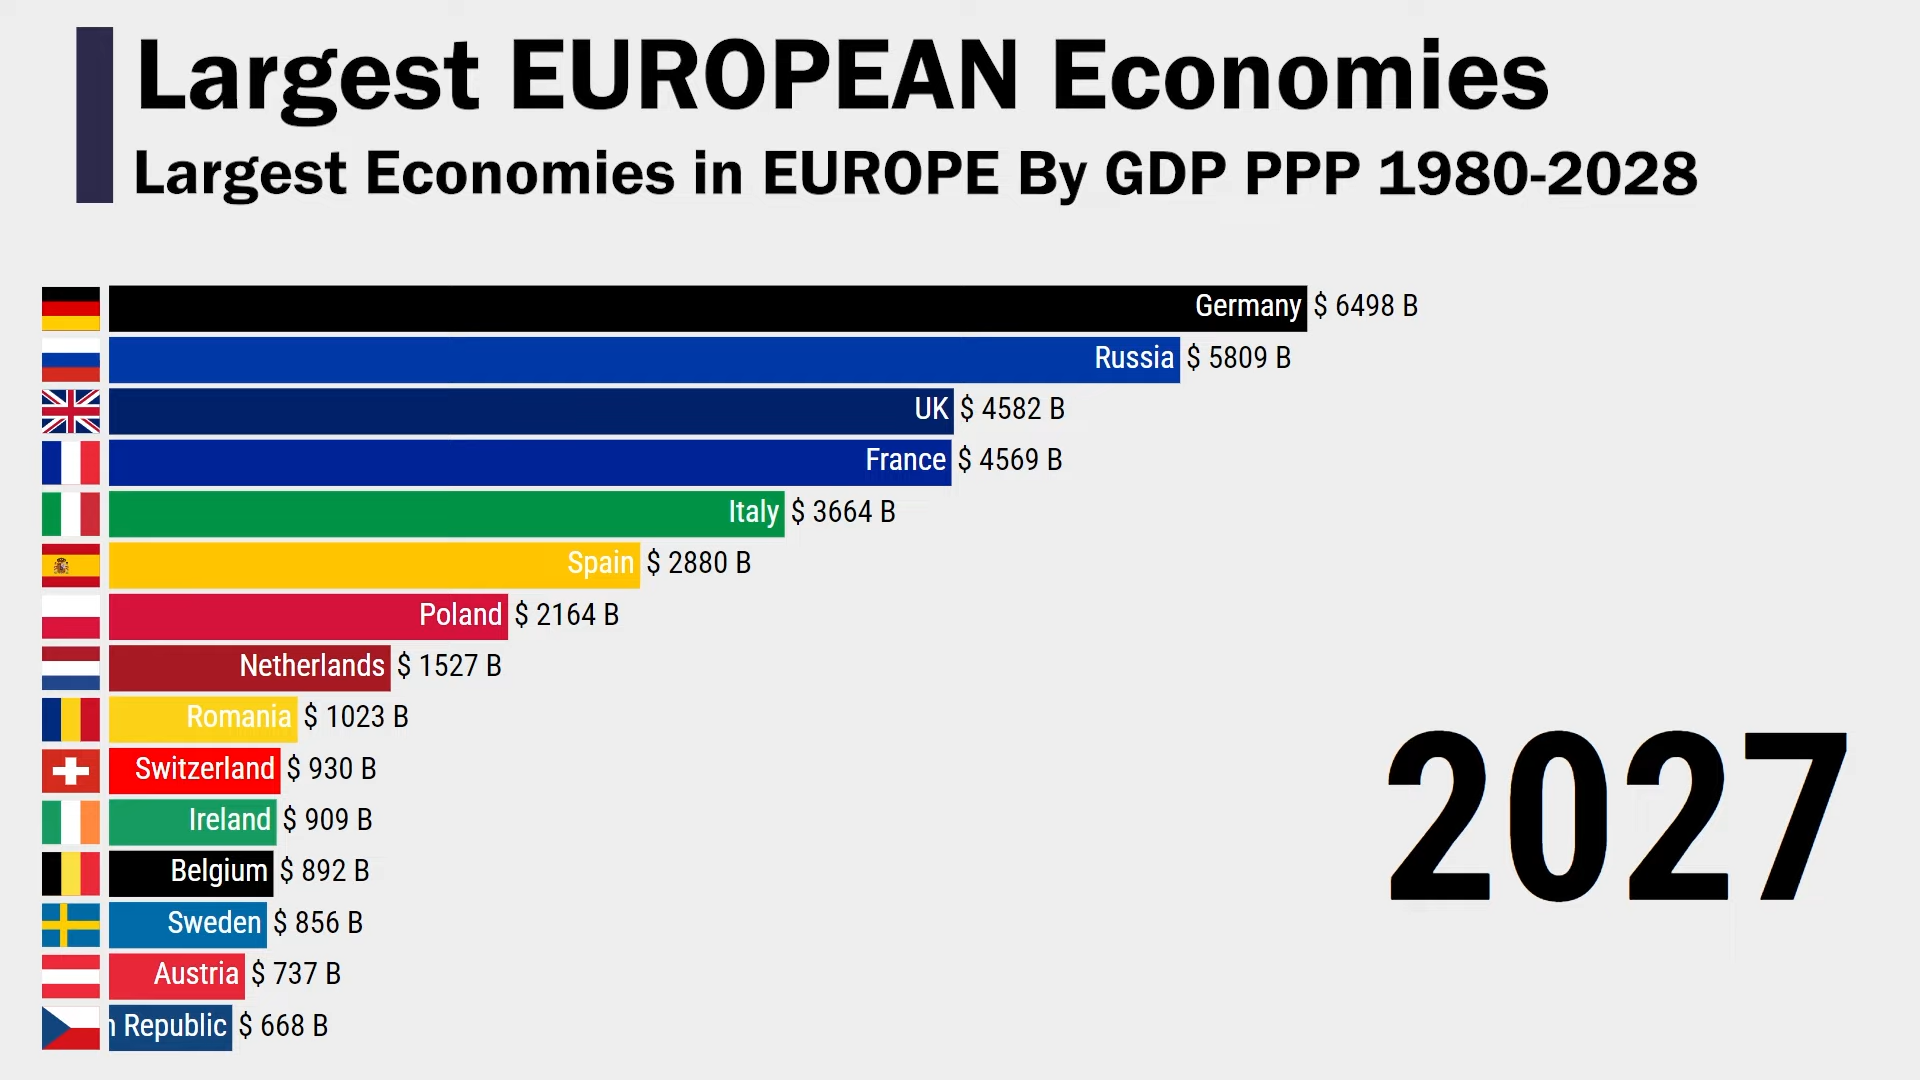 Largest EUROPEAN Economies
Largest Economies in EUROPE By GDP PPP 1980-2028
Germany $ 6498 B
Russia $ 5809 B
UK $ 4582 B
France $ 4569 B
Italy $ 3664 B
Spain $ 2880 B
Poland $ 2164 B
Netherlands $ 1527 B
Romania $ 1023 B
Switzerland $ 930 B
Ireland $ 909 B
Belgium $ 892 B
Sweden $ 856 B
Austria $ 737 B
Republic $ 668 B
2027